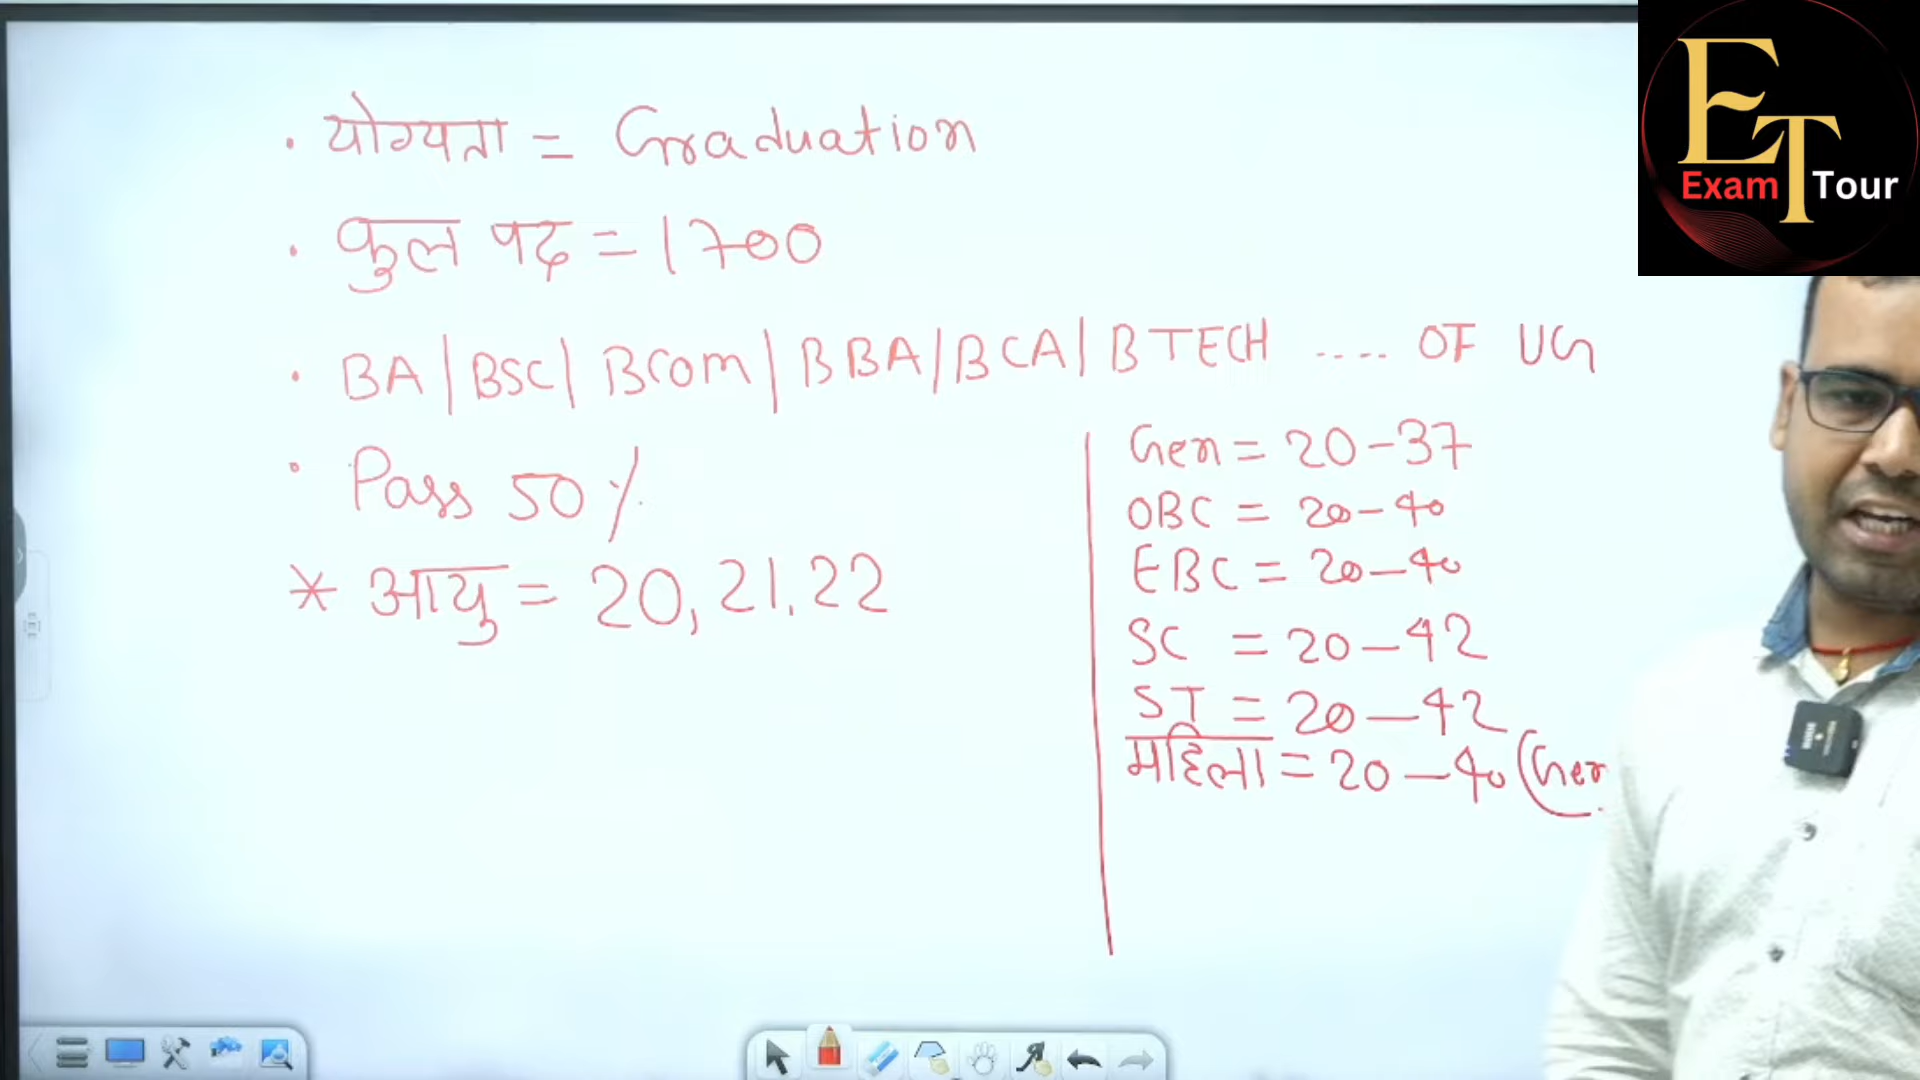 · योग्यता = Graduation
· कुल पद = 1700
· BA | BSC | BCOM | BBA | BCA | BTECH .... OF UG
· Pass 50%
* आयु = 20, 21, 22
Gen = 20-37
OBC = 20-40
EBC = 20-40
SC = 20-42
ST = 20-42
महिला = 20-40 (Gen
ET
Exam Tour